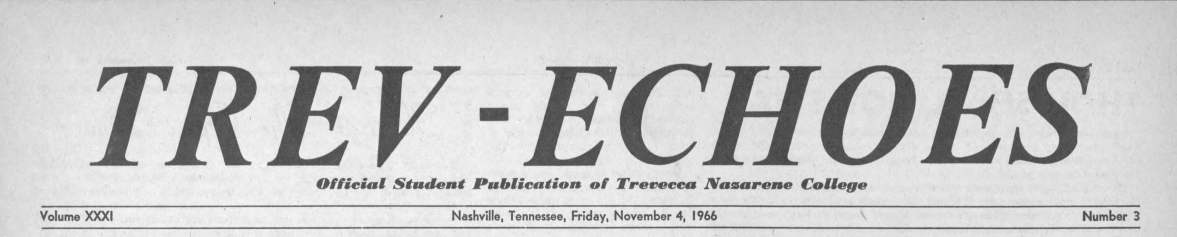 TREV-ECHOES
Official Student Publication of Trevecca Nazarene College
Volume XXXI Nashville, Tennessee, Friday, November 4, 1966 Number 3